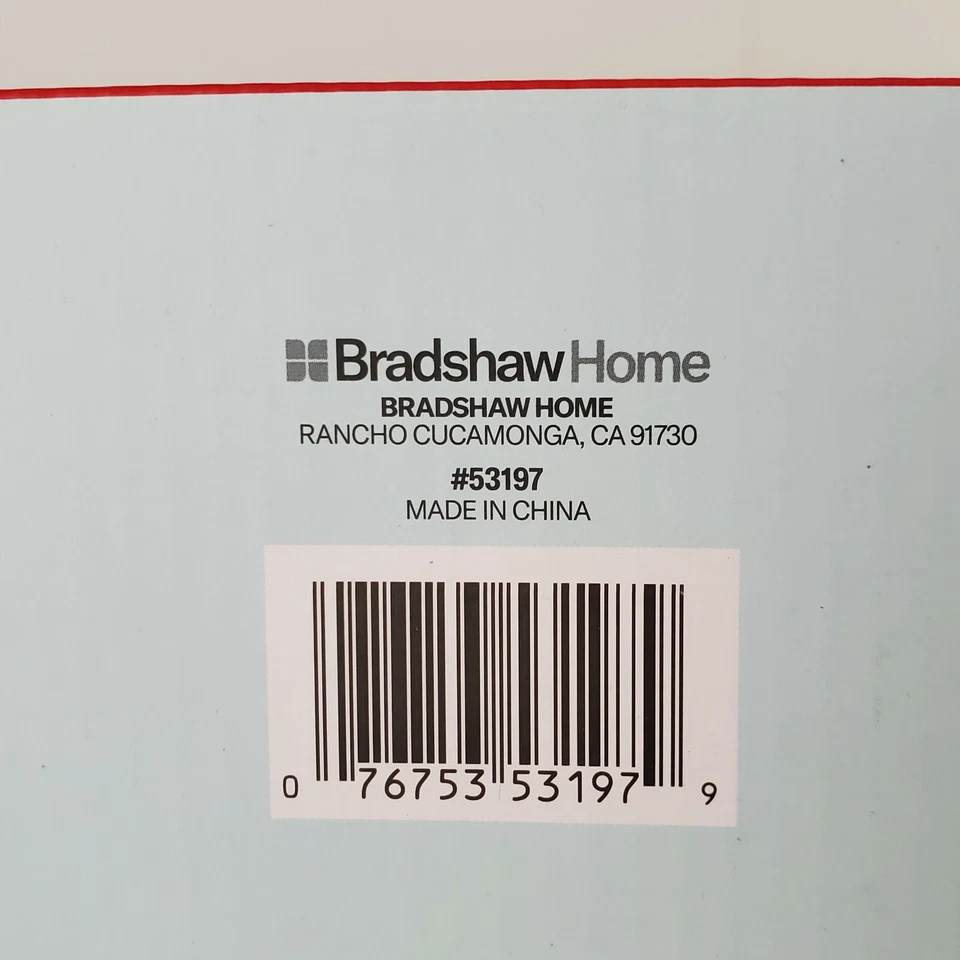 Bradshaw Home
BRADSHAW HOME
RANCHO CUCAMONGA, CA 91730
#53197
MADE IN CHINA
0 76753 53197 9